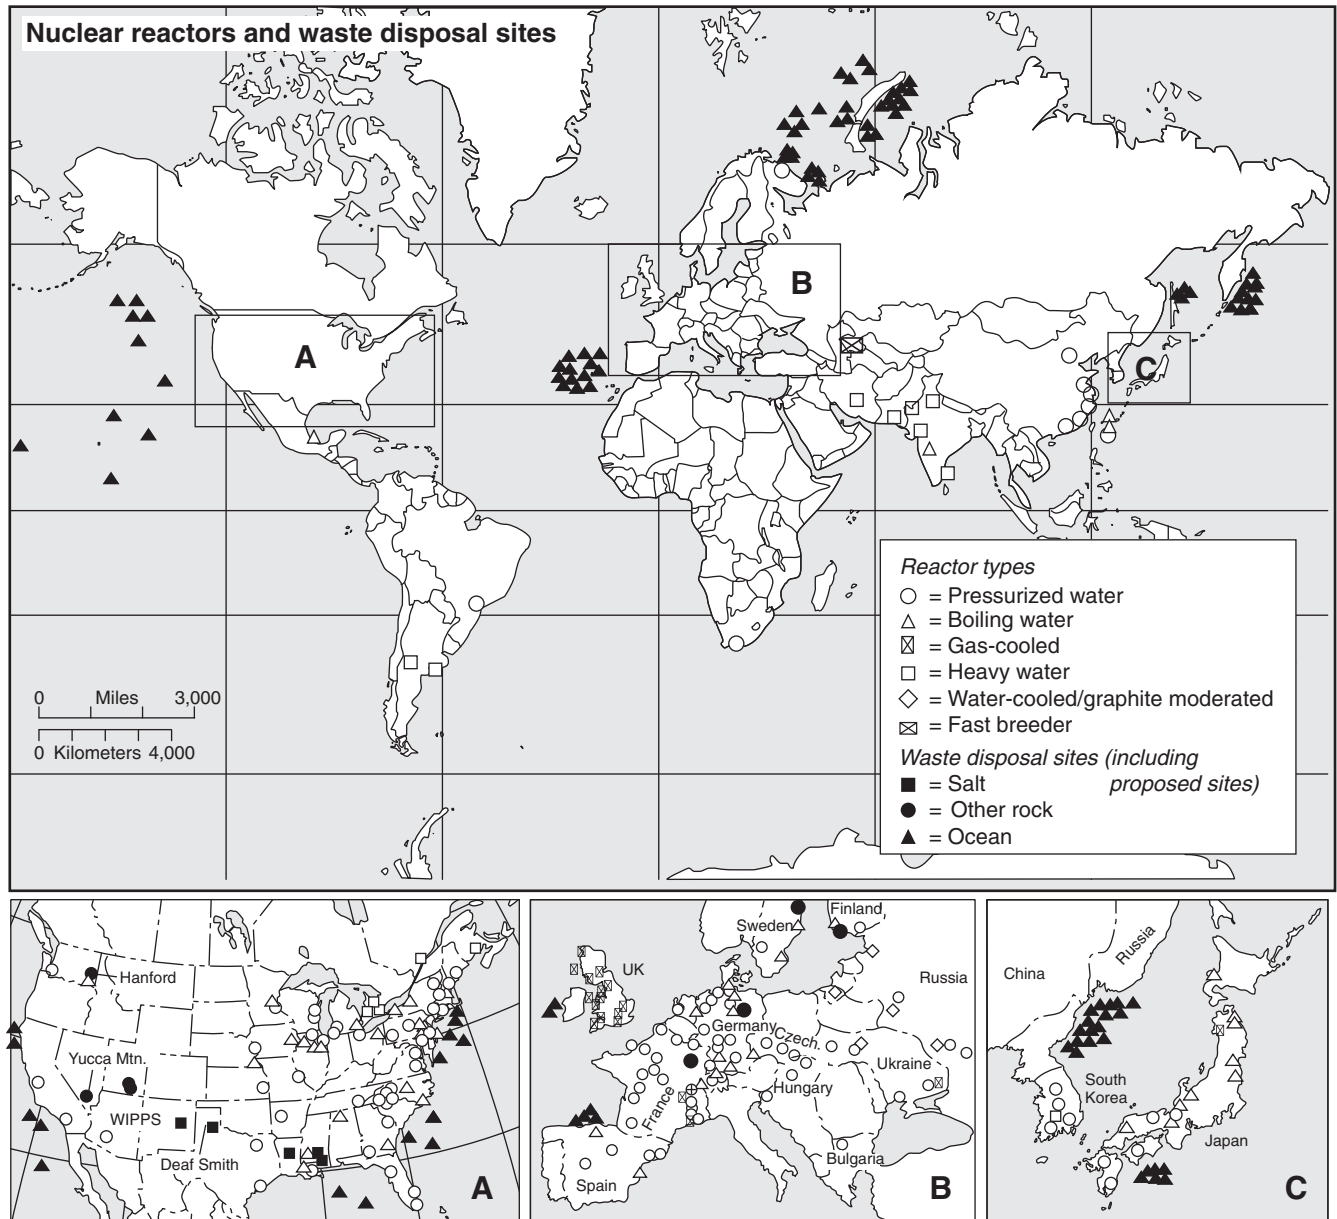 Nuclear reactors and waste disposal sites
A
B
C
0 Miles 3,000
0 Kilometers 4,000
Reactor types
= Pressurized water
= Boiling water
= Gas-cooled
= Heavy water
= Water-cooled/graphite moderated
= Fast breeder
Waste disposal sites (including
proposed sites)
= Salt
= Other rock
= Ocean
Hanford
Yucca Mtn.
WIPPS
Deaf Smith
A
Sweden
Finland
UK
Russia
Germany
Czech.
Ukraine
France
Hungary
Bulgaria
Spain
B
Russia
China
South
Korea
Japan
C